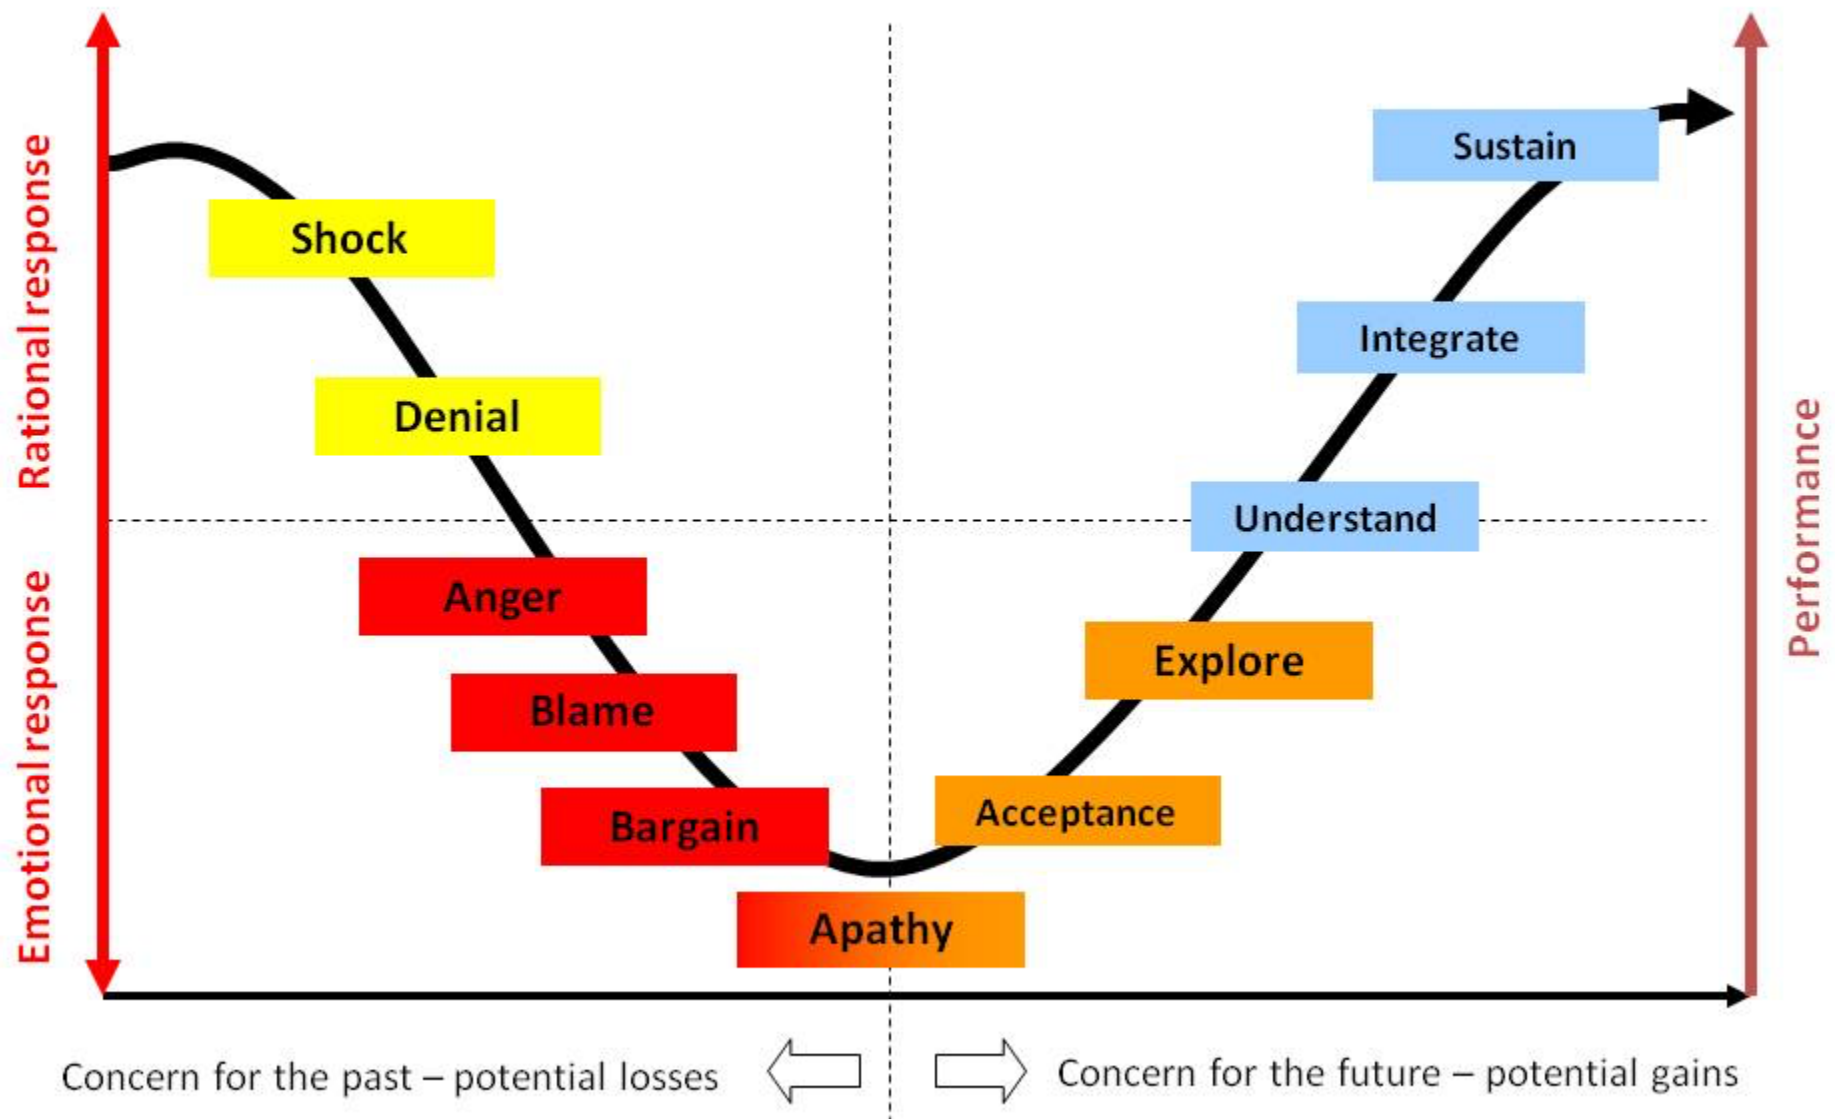 Rational response
Emotional response
Shock
Denial
Anger
Blame
Bargain
Apathy
Acceptance
Explore
Understand
Integrate
Sustain
Performance
Concern for the past – potential losses
Concern for the future – potential gains